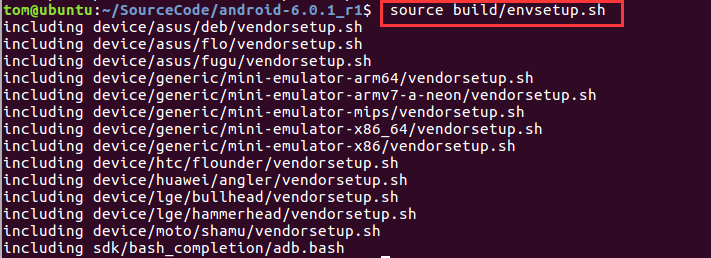 tom@ubuntu:~/SourceCode/android-6.0.1_r1$ source build/envsetup.sh
including device/asus/deb/vendorsetup.sh
including device/asus/flo/vendorsetup.sh
including device/asus/fugu/vendorsetup.sh
including device/generic/mini-emulator-arm64/vendorsetup.sh
including device/generic/mini-emulator-armv7-a-neon/vendorsetup.sh
including device/generic/mini-emulator-mips/vendorsetup.sh
including device/generic/mini-emulator-x86_64/vendorsetup.sh
including device/generic/mini-emulator-x86/vendorsetup.sh
including device/htc/flounder/vendorsetup.sh
including device/huawei/angler/vendorsetup.sh
including device/lge/bullhead/vendorsetup.sh
including device/lge/hammerhead/vendorsetup.sh
including device/moto/shamu/vendorsetup.sh
including sdk/bash_completion/adb.bash